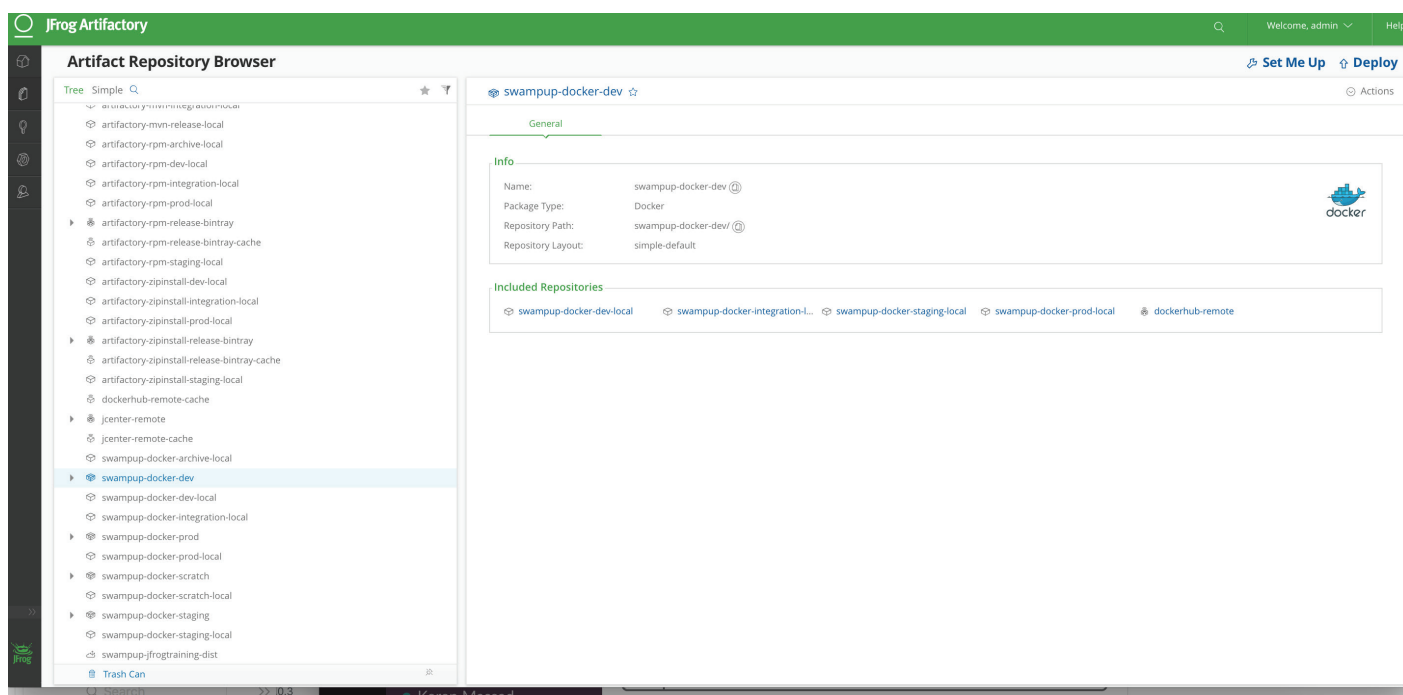 JFrog Artifactory
Welcome, admin
Help
Artifact Repository Browser
Set Me Up
Deploy
Tree Simple
artifactory-mvn-integration-local
artifactory-mvn-release-local
artifactory-rpm-archive-local
artifactory-rpm-dev-local
artifactory-rpm-integration-local
artifactory-rpm-prod-local
artifactory-rpm-release-bintray
artifactory-rpm-release-bintray-cache
artifactory-rpm-staging-local
artifactory-zipinstall-dev-local
artifactory-zipinstall-integration-local
artifactory-zipinstall-prod-local
artifactory-zipinstall-release-bintray
artifactory-zipinstall-release-bintray-cache
artifactory-zipinstall-staging-local
dockerhub-remote-cache
jcenter-remote
jcenter-remote-cache
swampup-docker-archive-local
swampup-docker-dev
swampup-docker-dev-local
swampup-docker-integration-local
swampup-docker-prod
swampup-docker-prod-local
swampup-docker-scratch
swampup-docker-scratch-local
swampup-docker-staging
swampup-docker-staging-local
swampup-jfrogtraining-dist
Trash Can
JFrog
swampup-docker-dev
Actions
General
Info
Name: swampup-docker-dev
Package Type: Docker
Repository Path: swampup-docker-dev/
Repository Layout: simple-default
docker
Included Repositories
swampup-docker-dev-local swampup-docker-integration-l... swampup-docker-staging-local swampup-docker-prod-local dockerhub-remote
Search